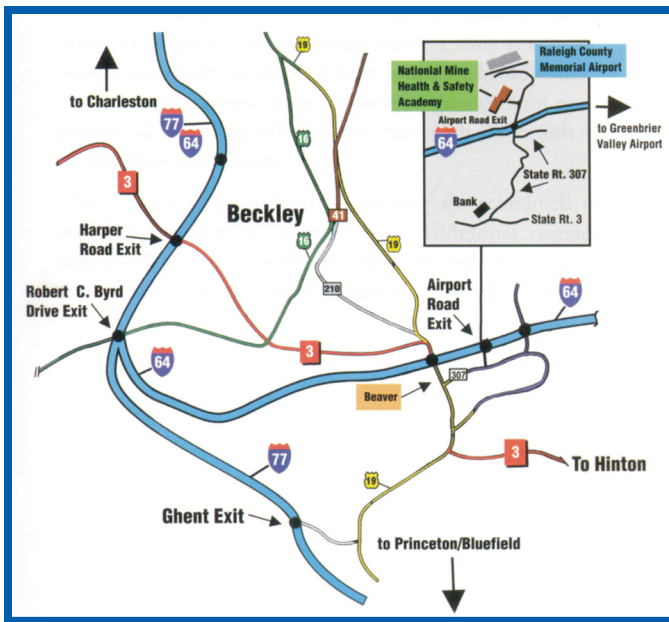 19
to Charleston
77
64
16
3
Beckley
41
Harper
Road Exit
16
19
210
Robert C. Byrd
Drive Exit
Airport
Road
Exit
64
64
3
307
Beaver
77
3
To Hinton
19
Ghent Exit
to Princeton/Bluefield
Raleigh County
Memorial Airport
Nationlal Mine
Health & Safety
Academy
Airport Road Exit
64
to Greenbrier
Valley Airport
State Rt. 307
Bank
State Rt. 3